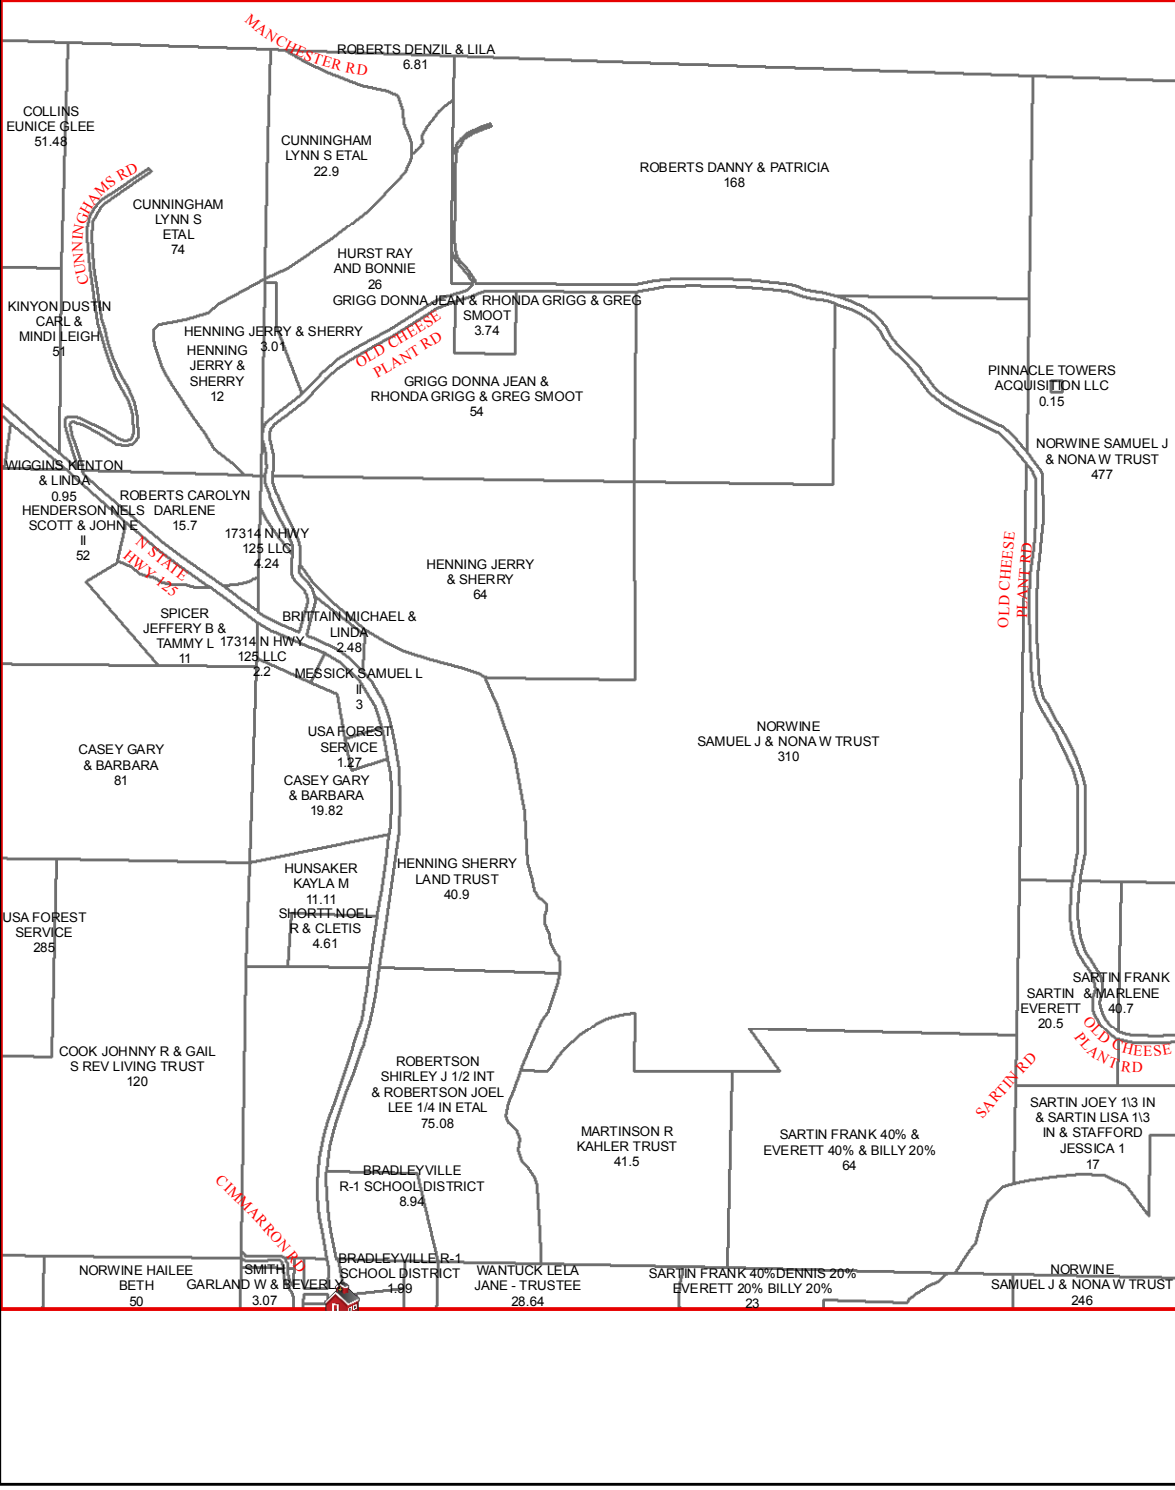 MANCHESTER RD
ROBERTS DENZIL & LILA
6.81
COLLINS
EUNICE GLEE
51.48
CUNNINGHAM
LYNN S ETAL
22.9
ROBERTS DANNY & PATRICIA
168
CUNNINGHAMS RD
CUNNINGHAM
LYNN S
ETAL
74
HURST RAY
AND BONNIE
26
GRIGG DONNA JEAN & RHONDA GRIGG & GREG
SMOOT
3.74
KINYON DUSTIN
CARL &
MINDI LEIGH
51
HENNING JERRY & SHERRY
3.01
HENNING
JERRY &
SHERRY
12
OLD CHEESE
PLANT RD
GRIGG DONNA JEAN &
RHONDA GRIGG & GREG SMOOT
54
PINNACLE TOWERS
ACQUISITION LLC
0.15
NORWINE SAMUEL J
& NONA W TRUST
477
WIGGINS KENTON
& LINDA
0.95
HENDERSON NELS
SCOTT & JOHN E
II
52
ROBERTS CAROLYN
DARLENE
15.7
17314 N HWY
125 LLC
4.24
N STATE
HWY 125
HENNING JERRY
& SHERRY
64
OLD CHEESE
PLANT RD
SPICER
JEFFERY B &
TAMMY L
11
17314 N HWY
125 LLC
2.2
BRITTAIN MICHAEL &
LINDA
2.48
MESSICK SAMUEL L
II
3
USA FOREST
SERVICE
1.27
NORWINE
SAMUEL J & NONA W TRUST
310
CASEY GARY
& BARBARA
81
CASEY GARY
& BARBARA
19.82
HUNSAKER
KAYLA M
11.11
HENNING SHERRY
LAND TRUST
40.9
USA FOREST
SERVICE
285
SHORTT NOEL
R & CLETIS
4.61
SARTIN
EVERETT
20.5
SARTIN FRANK
& MARLENE
40.7
OLD CHEESE
PLANT RD
SARTIN RD
COOK JOHNNY R & GAIL
S REV LIVING TRUST
120
ROBERTSON
SHIRLEY J 1/2 INT
& ROBERTSON JOEL
LEE 1/4 IN ETAL
75.08
MARTINSON R
KAHLER TRUST
41.5
SARTIN FRANK 40% &
EVERETT 40% & BILLY 20%
64
SARTIN JOEY 1\3 IN
& SARTIN LISA 1\3
IN & STAFFORD
JESSICA 1
17
BRADLEYVILLE
R-1 SCHOOL DISTRICT
8.94
CIMMARRON RD
NORWINE HAILEE
BETH
50
SMITH
GARLAND W & BEVERLY
3.07
BRADLEYVILLE R-1
SCHOOL DISTRICT
1.99
WANTUCK LELA
JANE - TRUSTEE
28.64
SARTIN FRANK 40%DENNIS 20%
EVERETT 20% BILLY 20%
23
NORWINE
SAMUEL J & NONA W TRUST
246